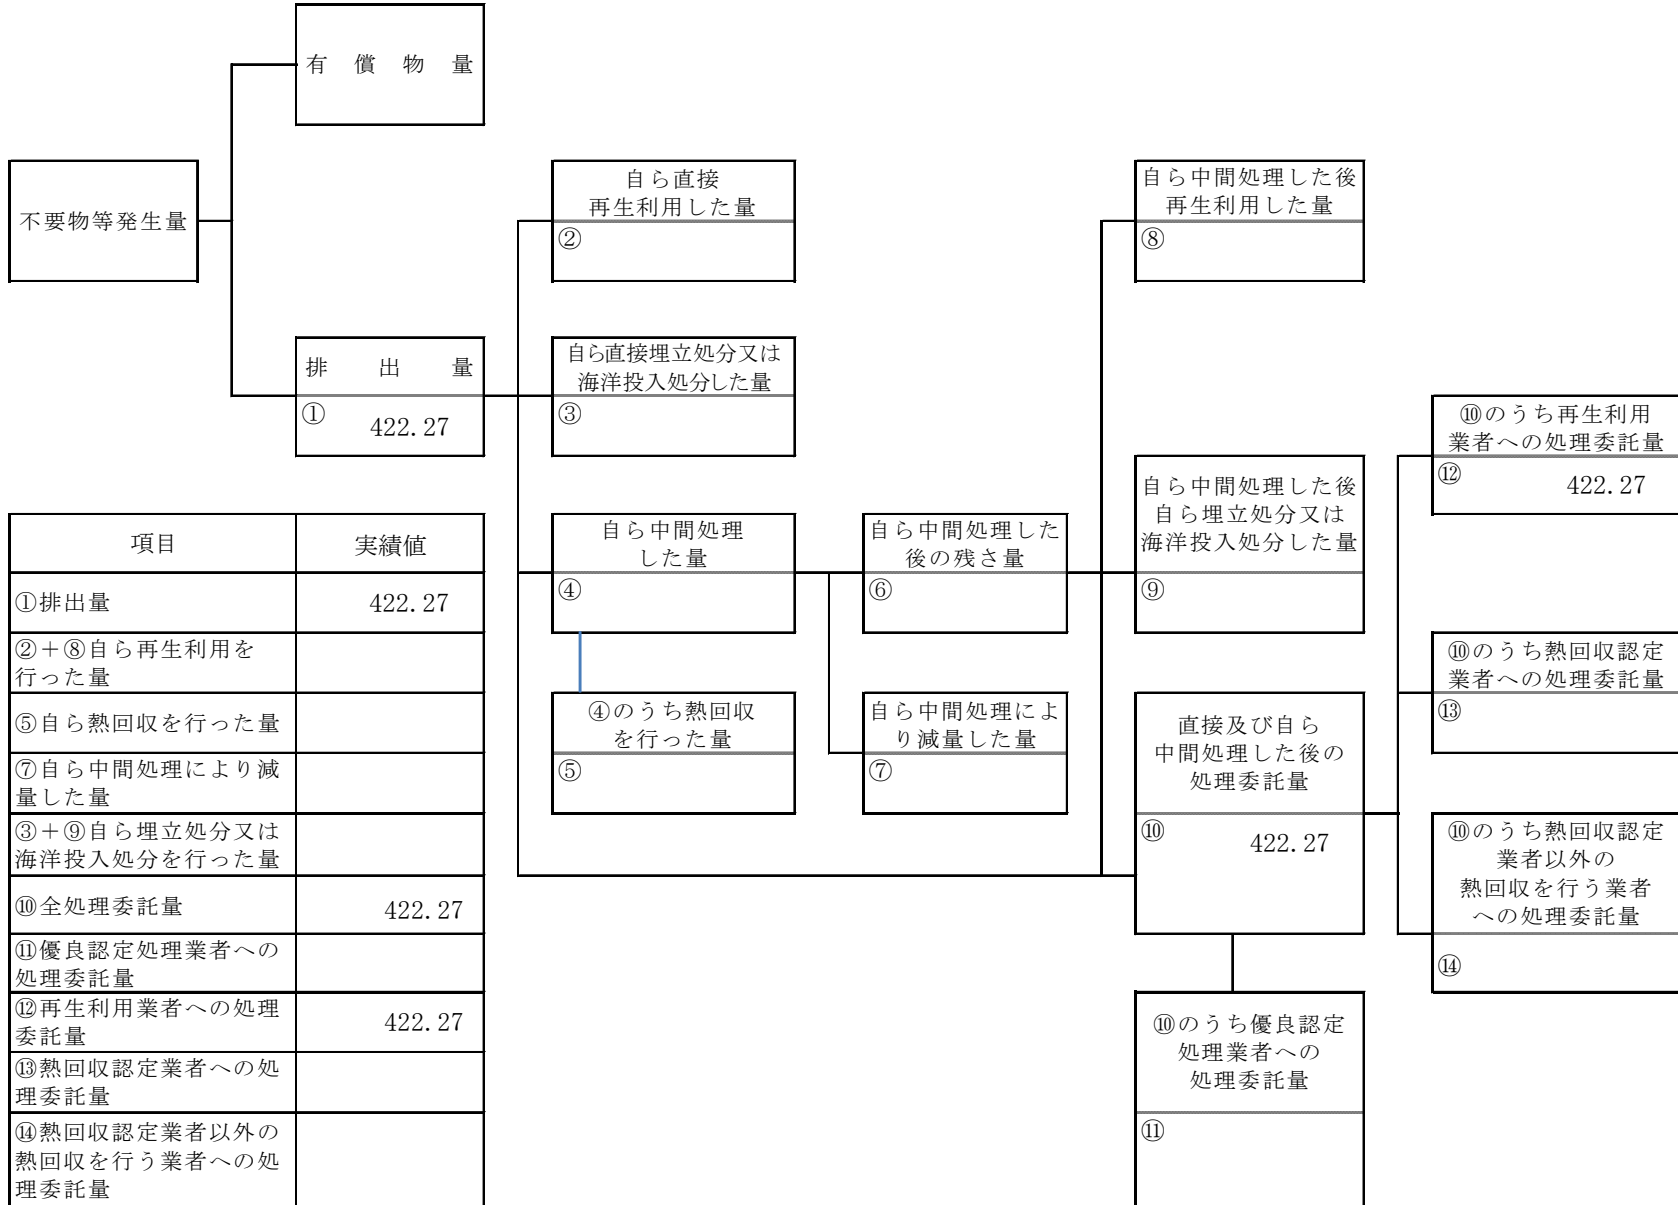 有償物量
不要物等発生量
排出量
①
422.27
自ら直接
再生利用した量
②
自ら直接埋立処分又は
海洋投入処分した量
③
自ら中間処理
した量
④
④のうち熱回収
を行った量
⑤
自ら中間処理した
後の残さ量
⑥
自ら中間処理によ
り減量した量
⑦
自ら中間処理した後
再生利用した量
⑧
自ら中間処理した後
自ら埋立処分又は
海洋投入処分した量
⑨
直接及び自ら
中間処理した後の
処理委託量
⑩
422.27
⑩のうち優良認定
処理業者への
処理委託量
⑪
⑩のうち再生利用
業者への処理委託量
⑫
422.27
⑩のうち熱回収認定
業者への処理委託量
⑬
⑩のうち熱回収認定
業者以外の
熱回収を行う業者
への処理委託量
⑭
項目 実績値
①排出量 422.27
②+⑧自ら再生利用を
行った量
⑤自ら熱回収を行った量
⑦自ら中間処理により減
量した量
③+⑨自ら埋立処分又は
海洋投入処分を行った量
⑩全処理委託量 422.27
⑪優良認定処理業者への
処理委託量
⑫再生利用業者への処理
委託量 422.27
⑬熱回収認定業者への処
理委託量
⑭熱回収認定業者以外の
熱回収を行う業者への処
理委託量